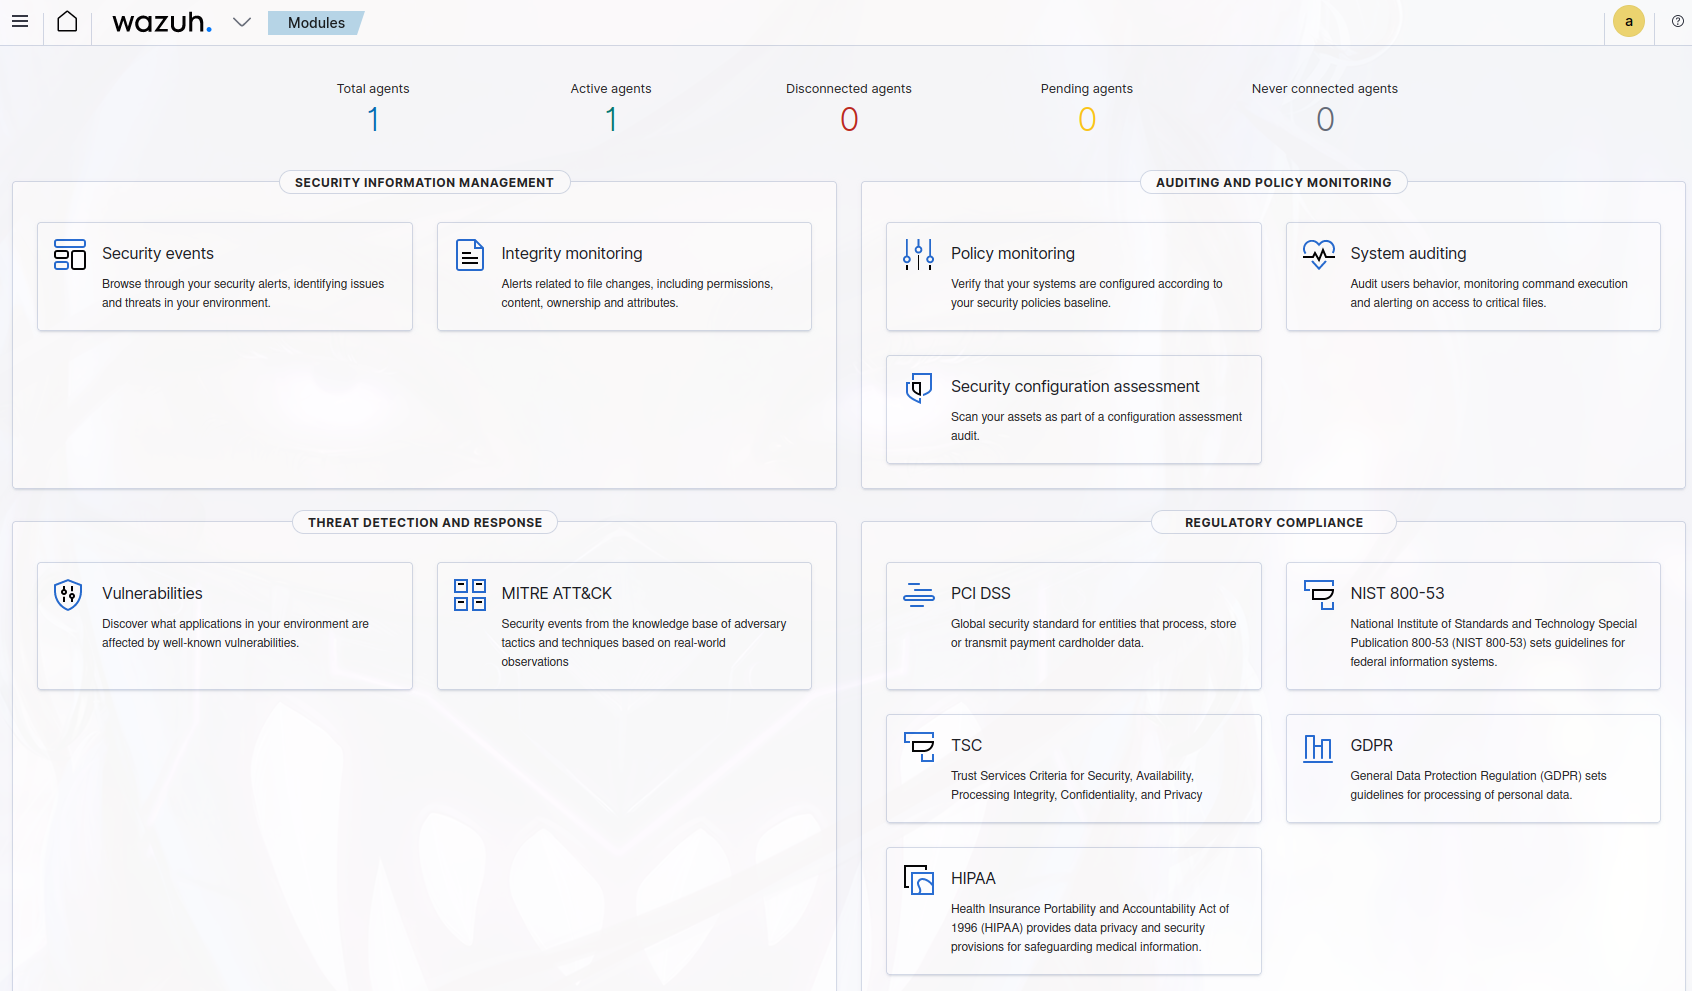 wazuh.
Modules
a
Total agents
1
Active agents
1
Disconnected agents
0
Pending agents
0
Never connected agents
0
SECURITY INFORMATION MANAGEMENT
Security events
Browse through your security alerts, identifying issues
and threats in your environment.
Integrity monitoring
Alerts related to file changes, including permissions,
content, ownership and attributes.
AUDITING AND POLICY MONITORING
Policy monitoring
Verify that your systems are configured according to
your security policies baseline.
System auditing
Audit users behavior, monitoring command execution
and alerting on access to critical files.
Security configuration assessment
Scan your assets as part of a configuration assessment
audit.
THREAT DETECTION AND RESPONSE
Vulnerabilities
Discover what applications in your environment are
affected by well-known vulnerabilities.
MITRE ATT&CK
Security events from the knowledge base of adversary
tactics and techniques based on real-world
observations
REGULATORY COMPLIANCE
PCI DSS
Global security standard for entities that process, store
or transmit payment cardholder data.
NIST 800-53
National Institute of Standards and Technology Special
Publication 800-53 (NIST 800-53) sets guidelines for
federal information systems.
TSC
Trust Services Criteria for Security, Availability,
Processing Integrity, Confidentiality, and Privacy
GDPR
General Data Protection Regulation (GDPR) sets
guidelines for processing of personal data.
HIPAA
Health Insurance Portability and Accountability Act of
1996 (HIPAA) provides data privacy and security
provisions for safeguarding medical information.